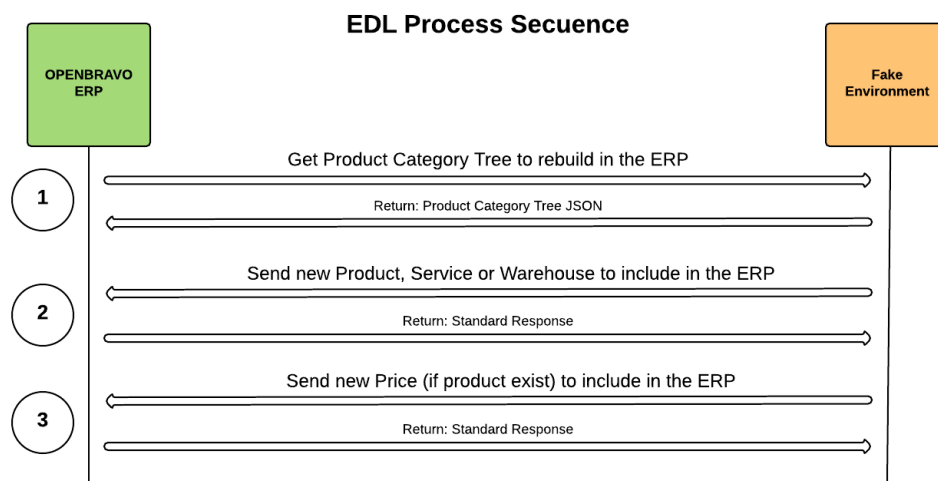 EDL Process Secuence
OPENBRAVO
ERP
Fake
Environment
Get Product Category Tree to rebuild in the ERP
1
Return: Product Category Tree JSON
Send new Product, Service or Warehouse to include in the ERP
2
Return: Standard Response
Send new Price (if product exist) to include in the ERP
3
Return: Standard Response